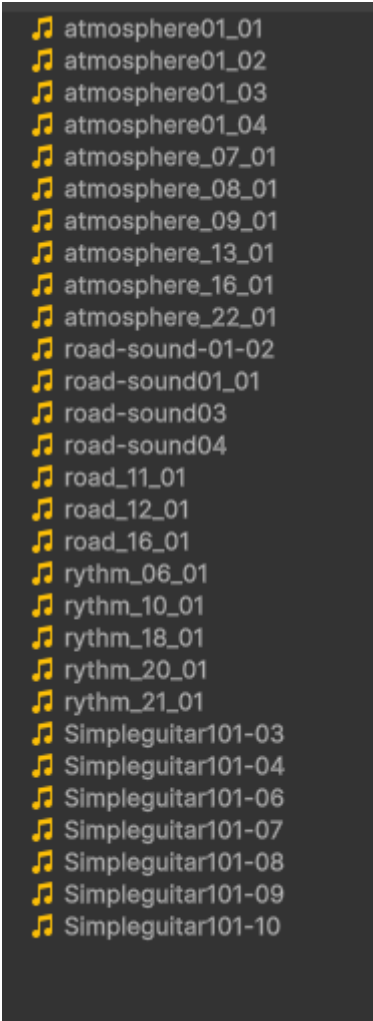 atmosphere01_01
atmosphere01_02
atmosphere01_03
atmosphere01_04
atmosphere_07_01
atmosphere_08_01
atmosphere_09_01
atmosphere_13_01
atmosphere_16_01
atmosphere_22_01
road-sound-01-02
road-sound01_01
road-sound03
road-sound04
road_11_01
road_12_01
road_16_01
rythm_06_01
rythm_10_01
rythm_18_01
rythm_20_01
rythm_21_01
Simpleguitar101-03
Simpleguitar101-04
Simpleguitar101-06
Simpleguitar101-07
Simpleguitar101-08
Simpleguitar101-09
Simpleguitar101-10